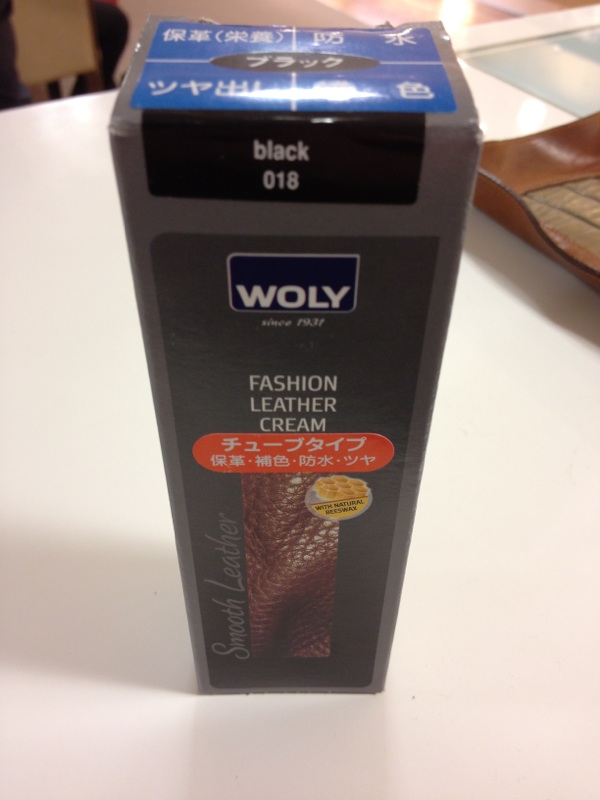 保革(栄養) 防水
ブラック
ツヤ出し 補色
black
018
WOLY
since 1931
FASHION
LEATHER
CREAM
チューブタイプ
保革・補色・防水・ツヤ
WITH NATURAL
BEESWAX
Smooth Leather